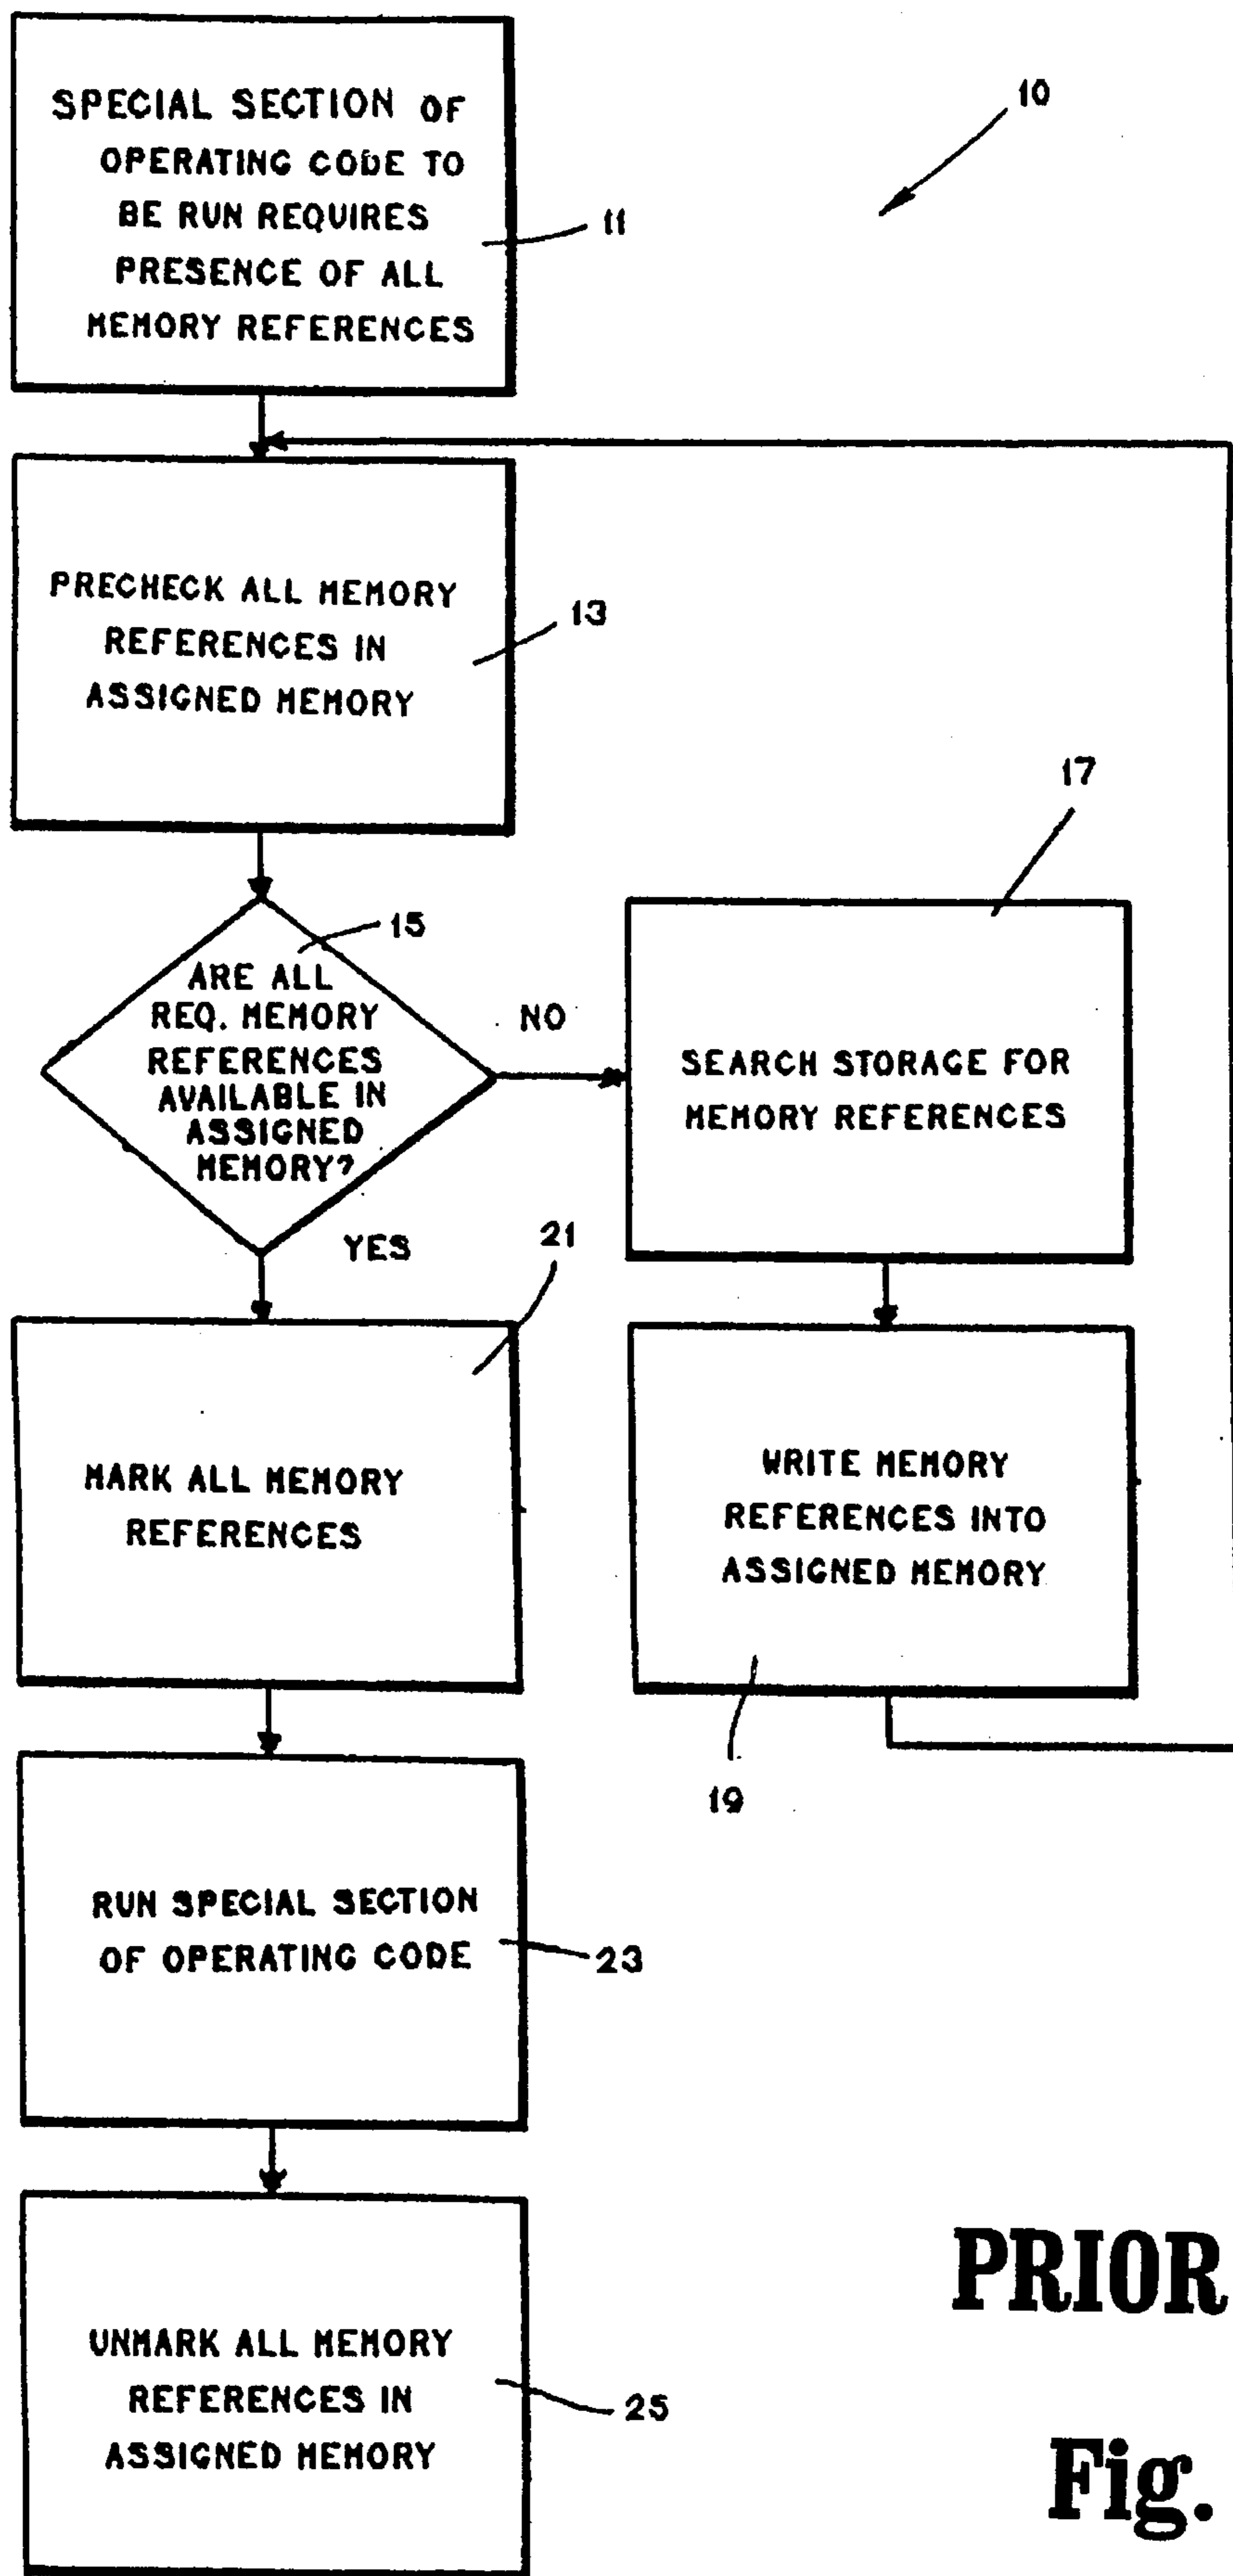 SPECIAL SECTION OF
OPERATING CODE TO
BE RUN REQUIRES
PRESENCE OF ALL
MEMORY REFERENCES
10
11
PRECHECK ALL MEMORY
REFERENCES IN
ASSIGNED MEMORY
13
15
ARE ALL
REQ. MEMORY
REFERENCES
AVAILABLE IN
ASSIGNED
MEMORY?
NO
YES
17
SEARCH STORAGE FOR
MEMORY REFERENCES
21
MARK ALL MEMORY
REFERENCES
WRITE MEMORY
REFERENCES INTO
ASSIGNED MEMORY
19
RUN SPECIAL SECTION
OF OPERATING CODE
23
UNMARK ALL MEMORY
REFERENCES IN
ASSIGNED MEMORY
25
PRIOR
Fig.